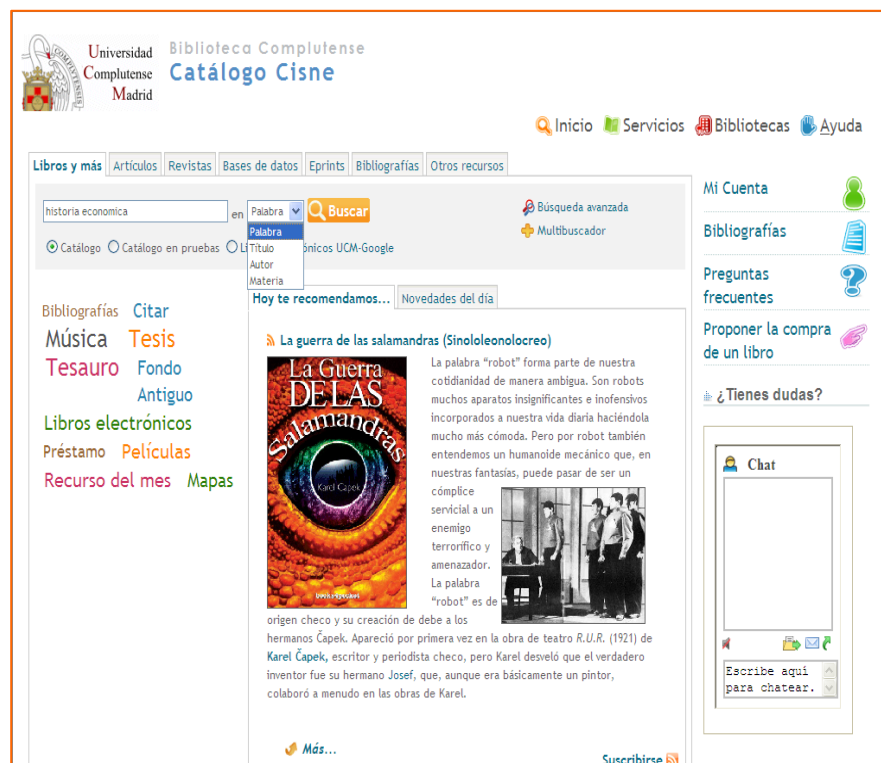 Universidad
Complutense
Madrid
Biblioteca Complutense
Catálogo Cisne
Inicio Servicios Bibliotecas Ayuda
Libros y más Artículos Revistas Bases de datos Eprints Bibliografías Otros recursos
historia economica en Palabra Buscar
Palabra
Título
Autor
Materia
Búsqueda avanzada
Multibuscador
Catálogo Catálogo en pruebas Li ónicos UCM-Google
Mi Cuenta
Bibliografías
Preguntas
frecuentes
Proponer la compra
de un libro
¿Tienes dudas?
Chat
Escribe aquí
para chatear.
Bibliografías Citar
Música Tesis
Tesauro Fondo
Antiguo
Libros electrónicos
Préstamo Películas
Recurso del mes Mapas
Hoy te recomendamos... Novedades del día
La guerra de las salamandras (Sinololeonolocreo)
La Guerra
DE LAS
Salamandras
Karel Čapek
La palabra “robot” forma parte de nuestra
cotidianidad de manera ambigua. Son robots
muchos aparatos insignificantes e inofensivos
incorporados a nuestra vida diaria haciéndola
mucho más cómoda. Pero por robot también
entendemos un humanoide mecánico que, en
nuestras fantasías, puede pasar de ser un
cómplice
servicial a un
enemigo
terrorífico y
amenazador.
La palabra
“robot” es de
origen checo y su creación de debe a los
hermanos Čapek. Apareció por primera vez en la obra de teatro R.U.R. (1921) de
Karel Čapek, escritor y periodista checo, pero Karel desveló que el verdadero
inventor fue su hermano Josef, que, aunque era básicamente un pintor,
colaboró a menudo en las obras de Karel.
Más...
Suscribirse